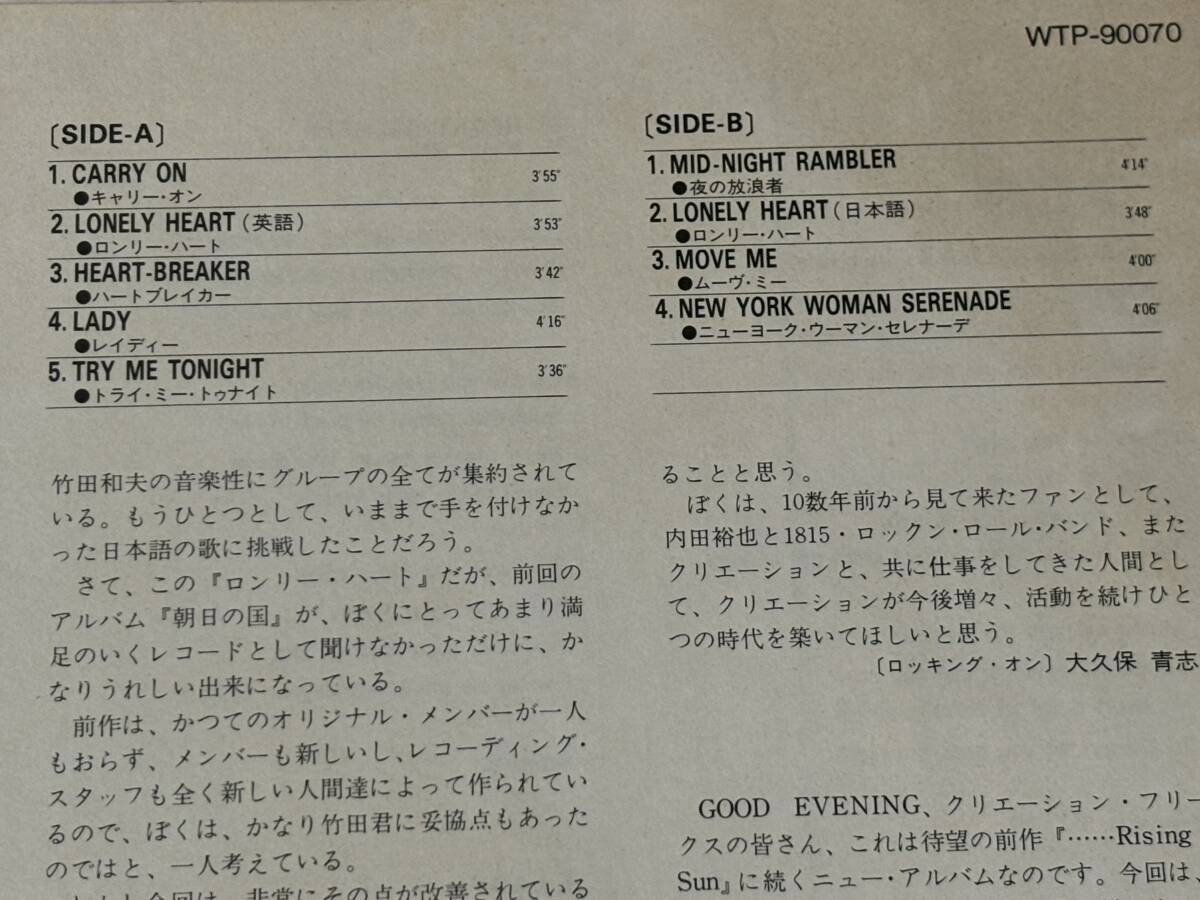 WTP-90070
〔SIDE-A〕
1. CARRY ON 3′55″
●キャリー・オン
2. LONELY HEART (英語) 3′53″
●ロンリー・ハート
3. HEART-BREAKER 3′42″
●ハートブレイカー
4. LADY 4′16″
●レイディー
5. TRY ME TONIGHT 3′36″
●トライ・ミー・トゥナイト
〔SIDE-B〕
1. MID-NIGHT RAMBLER 4′14″
●夜の放浪者
2. LONELY HEART (日本語) 3′48″
●ロンリー・ハート
3. MOVE ME 4′00″
●ムーヴ・ミー
4. NEW YORK WOMAN SERENADE 4′06″
●ニューヨーク・ウーマン・セレナーデ
竹田和夫の音楽性にグループの全てが集約されて
いる。もうひとつとして、いままで手を付けなか
った日本語の歌に挑戦したことだろう。
さて、この『ロンリー・ハート』だが、前回の
アルバム『朝日の国』が、ぼくにとってあまり満
足のいくレコードとして聞けなかっただけに、か
なりうれしい出来になっている。
前作は、かつてのオリジナル・メンバーが一人
もおらず、メンバーも新しいし、レコーディング・
スタッフも全く新しい人間達によって作られてい
るので、ぼくは、かなり竹田君に妥協点もあった
のではと、一人考えている。
今回は、非常にその点が改善されている
ることと思う。
ぼくは、10数年前から見て来たファンとして、
内田裕也と1815・ロックン・ロール・バンド、また
クリエーションと、共に仕事をしてきた人間とし
て、クリエーションが今後増々、活動を続けひと
つの時代を築いてほしいと思う。
〔ロッキング・オン〕大久保 青志
GOOD EVENING、クリエーション・フリー
クスの皆さん、これは待望の前作『……Rising
Sun』に続くニュー・アルバムなのです。今回は、